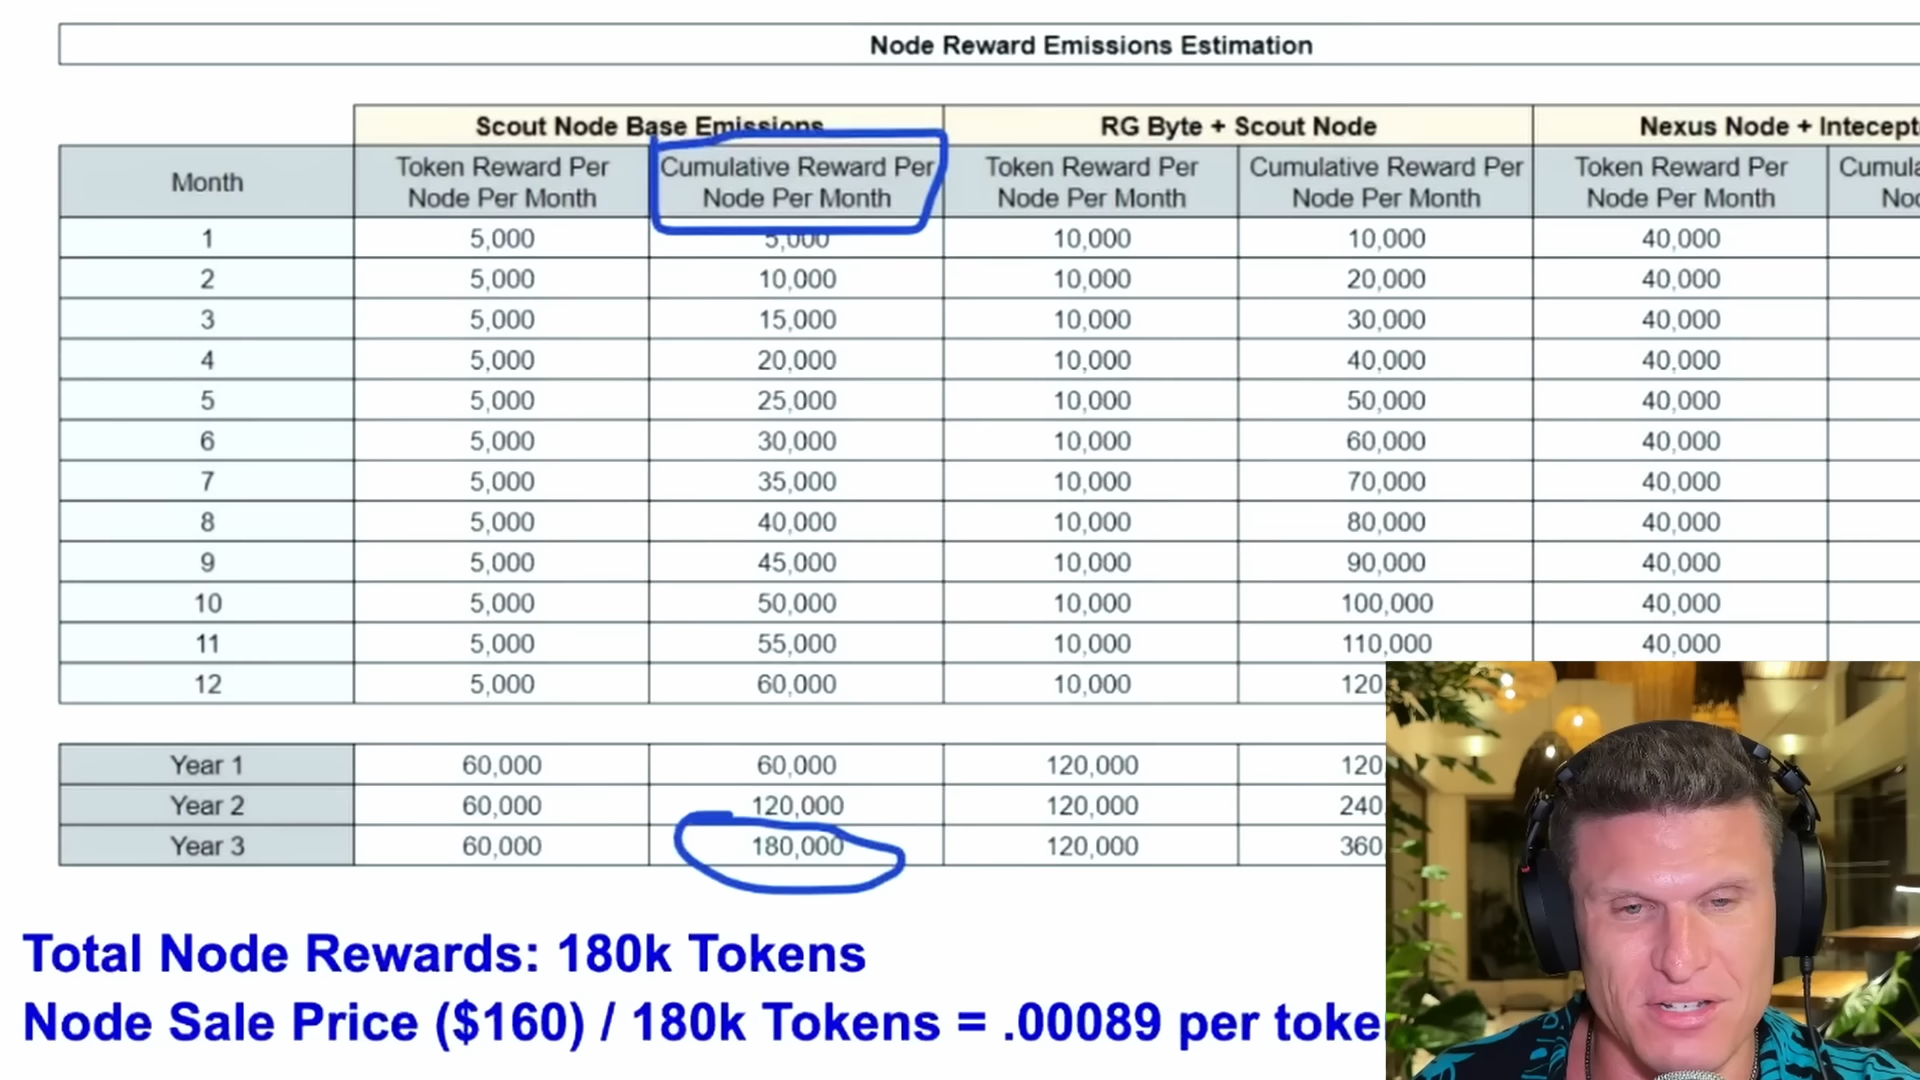 Node Reward Emissions Estimation
Scout Node Base Emissions RG Byte + Scout Node Nexus Node + Intecept
Month Token Reward Per Node Per Month Cumulative Reward Per Node Per Month Token Reward Per Node Per Month Cumulative Reward Per Node Per Month Token Reward Per Node Per Month
1 5,000 5,000 10,000 10,000 40,000
2 5,000 10,000 10,000 20,000 40,000
3 5,000 15,000 10,000 30,000 40,000
4 5,000 20,000 10,000 40,000 40,000
5 5,000 25,000 10,000 50,000 40,000
6 5,000 30,000 10,000 60,000 40,000
7 5,000 35,000 10,000 70,000 40,000
8 5,000 40,000 10,000 80,000 40,000
9 5,000 45,000 10,000 90,000 40,000
10 5,000 50,000 10,000 100,000 40,000
11 5,000 55,000 10,000 110,000 40,000
12 5,000 60,000 10,000 120
Year 1 60,000 60,000 120,000 120
Year 2 60,000 120,000 120,000 240
Year 3 60,000 180,000 120,000 360
Total Node Rewards: 180k Tokens
Node Sale Price ($160) / 180k Tokens = .00089 per toke